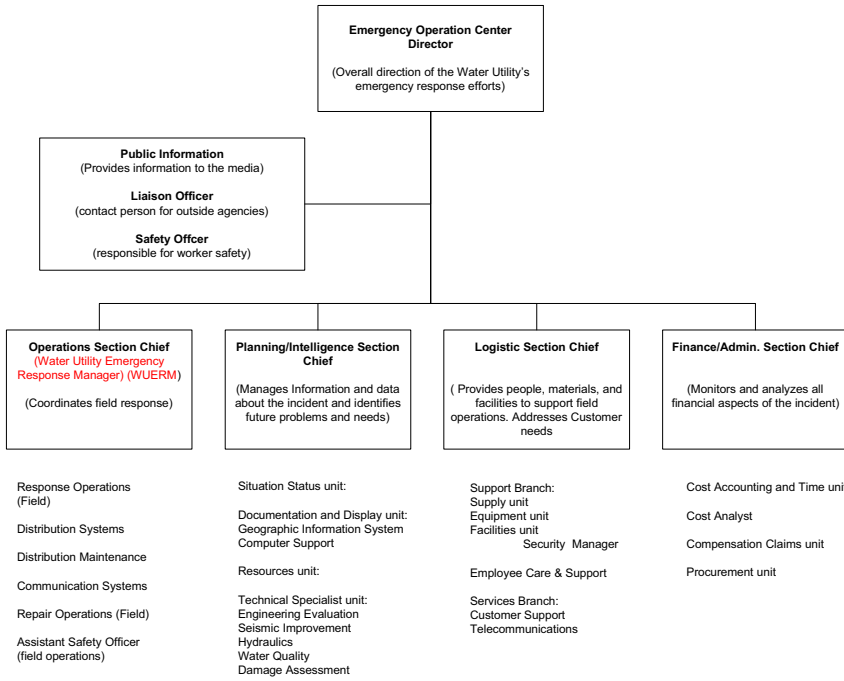 Emergency Operation Center
Director
(Overall direction of the Water Utility's
emergency response efforts)
Public Information
(Provides information to the media)
Liaison Officer
(contact person for outside agencies)
Safety Offcer
(responsible for worker safety)
Operations Section Chief
(Water Utility Emergency
Response Manager) (WUERM)
(Coordinates field response)
Planning/Intelligence Section
Chief
(Manages Information and data
about the incident and identifies
future problems and needs)
Logistic Section Chief
( Provides people, materials, and
facilities to support field
operations. Addresses Customer
needs
Finance/Admin. Section Chief
(Monitors and analyzes all
financial aspects of the incident)
Response Operations
(Field)
Distribution Systems
Distribution Maintenance
Communication Systems
Repair Operations (Field)
Assistant Safety Officer
(field operations)
Situation Status unit:
Documentation and Display unit:
Geographic Information System
Computer Support
Resources unit:
Technical Specialist unit:
Engineering Evaluation
Seismic Improvement
Hydraulics
Water Quality
Damage Assessment
Support Branch:
Supply unit
Equipment unit
Facilities unit
Security Manager
Employee Care & Support
Services Branch:
Customer Support
Telecommunications
Cost Accounting and Time unit
Cost Analyst
Compensation Claims unit
Procurement unit